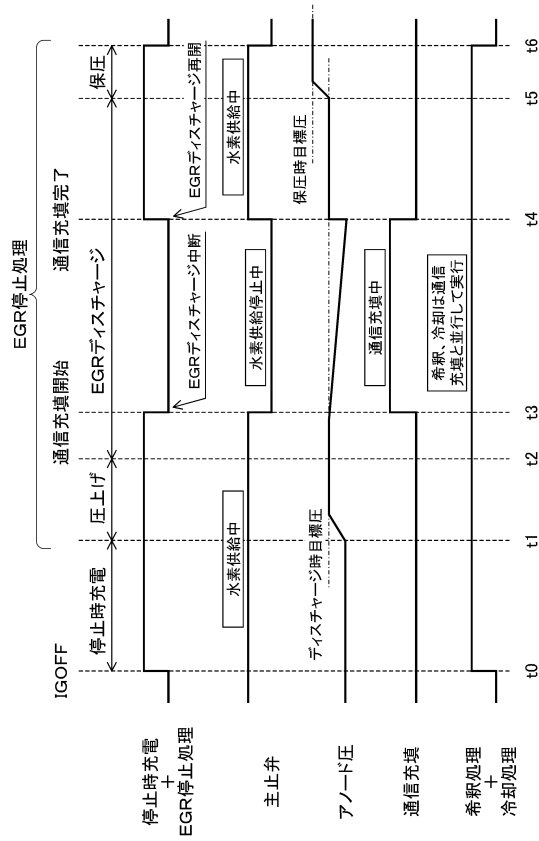 EGR停止処理
IGOFF
通信充填開始
通信充填完了
停止時充電
圧上げ
EGRディスチャージ
保圧
停止時充電
+
EGR停止処理
EGRディスチャージ中断
EGRディスチャージ再開
主止弁
水素供給中
水素供給停止中
水素供給中
アノード圧
ディスチャージ時目標圧
保圧時目標圧
通信充填
通信充填中
希釈処理
+
冷却処理
希釈、冷却は通信
充填と並行して実行
t0
t1
t2
t3
t4
t5
t6